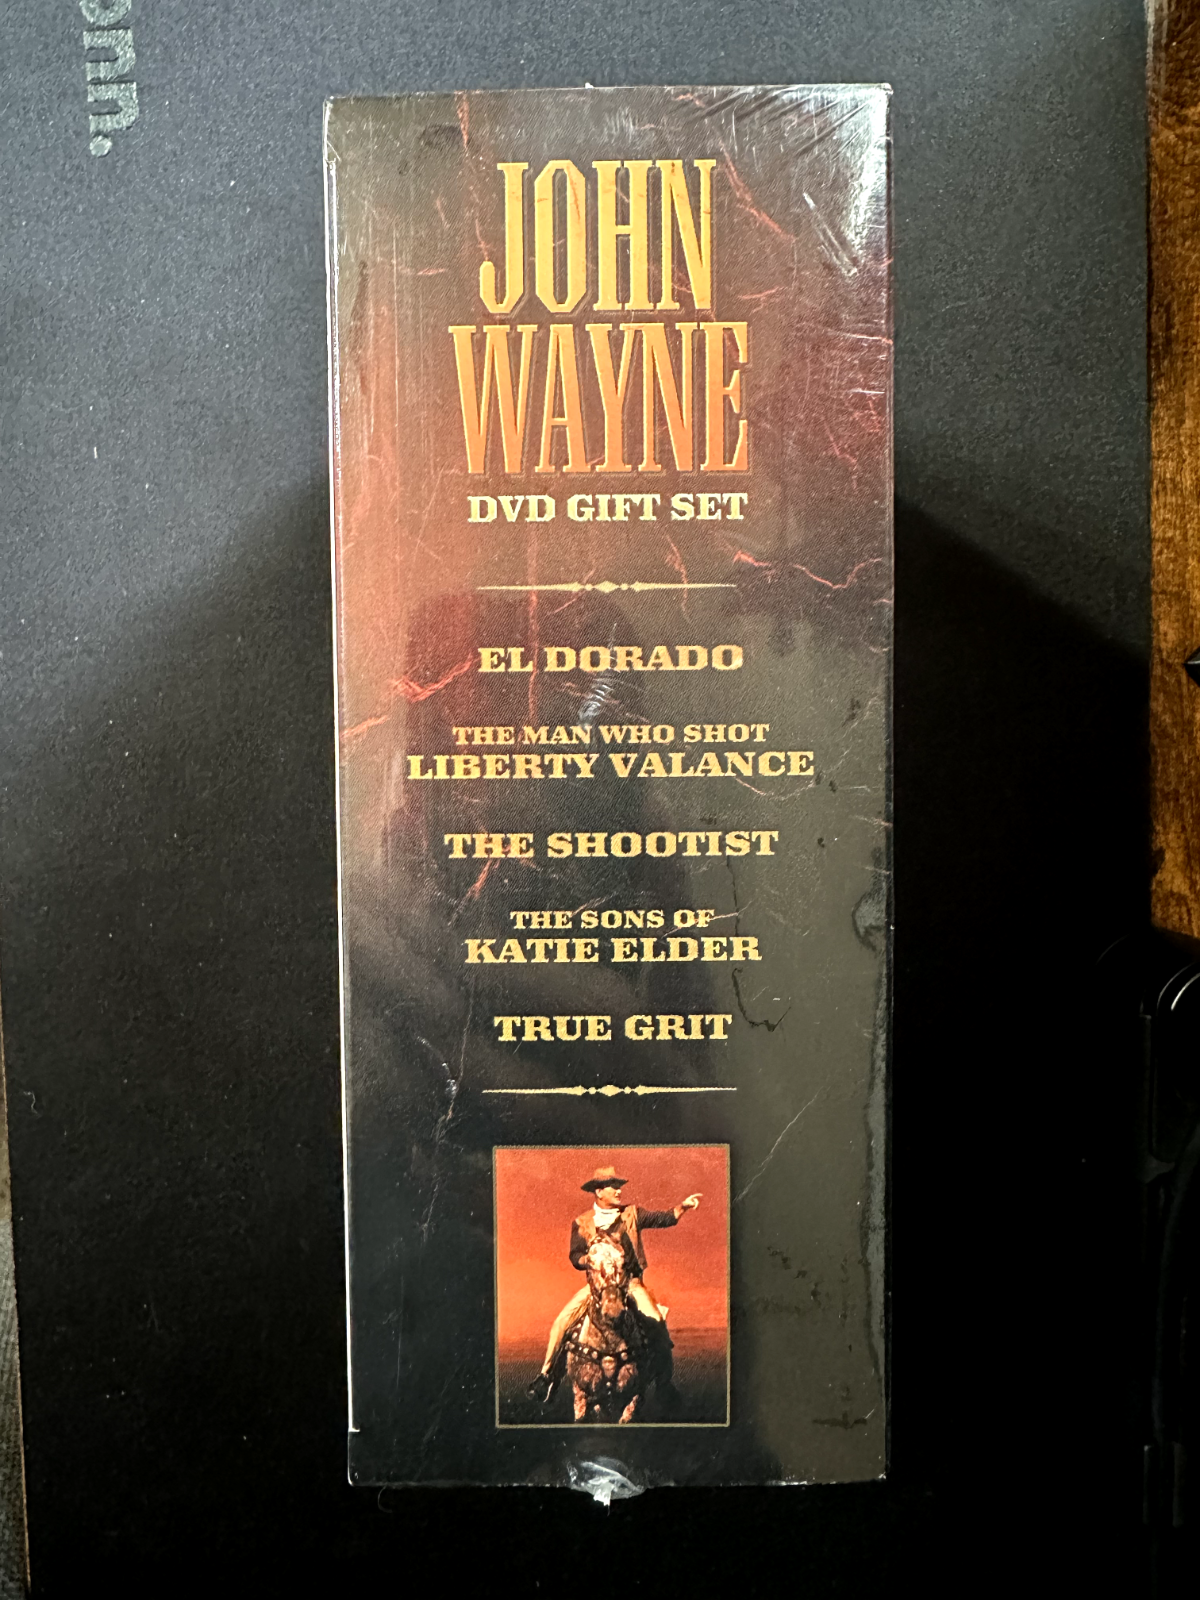 onn.
JOHN
WAYNE
DVD GIFT SET
EL DORADO
THE MAN WHO SHOT
LIBERTY VALANCE
THE SHOOTIST
THE SONS OF
KATIE ELDER
TRUE GRIT